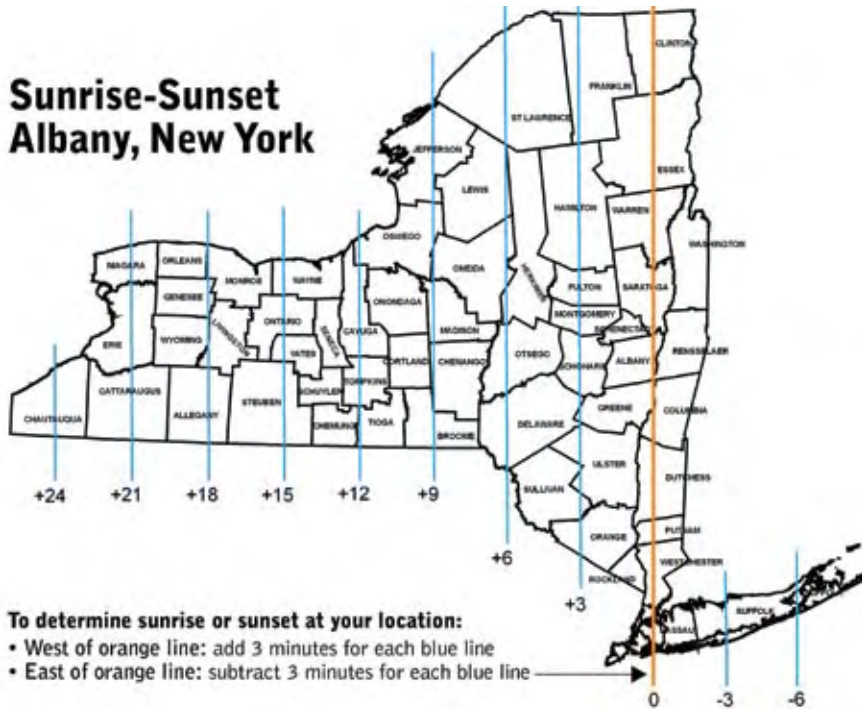 Sunrise-Sunset
Albany, New York
CLINTON
FRANKLIN
ST LAWRENCE
JEFFERSON
ESSEX
LEWIS
HAMILTON
WARREN
OSWEGO
WASHINGTON
NIAGARA
ORLEANS
MONROE
WAYNE
ONEIDA
HERKIMER
FULTON
SARATOGA
GENESEE
ONONDAGA
MONTGOMERY
ONTARIO
CAYUGA
MADISON
SCHENECTADY
ERIE
WYOMING
LIVINGSTON
SENECA
YATES
CORTLAND
CHENANGO
OTSEGO
SCHOHARIE
ALBANY
RENSSELAER
CHAUTAUQUA
CATTARAUGUS
ALLEGANY
STEUBEN
SCHUYLER
TOMPKINS
CHEMUNG
TIOGA
BROOME
DELAWARE
GREENE
COLUMBIA
ULSTER
DUTCHESS
SULLIVAN
ORANGE
PUTNAM
ROCKLAND
WESTCHESTER
SUFFOLK
NASSAU
+24
+21
+18
+15
+12
+9
+6
+3
0
-3
-6
To determine sunrise or sunset at your location:
• West of orange line: add 3 minutes for each blue line
• East of orange line: subtract 3 minutes for each blue line